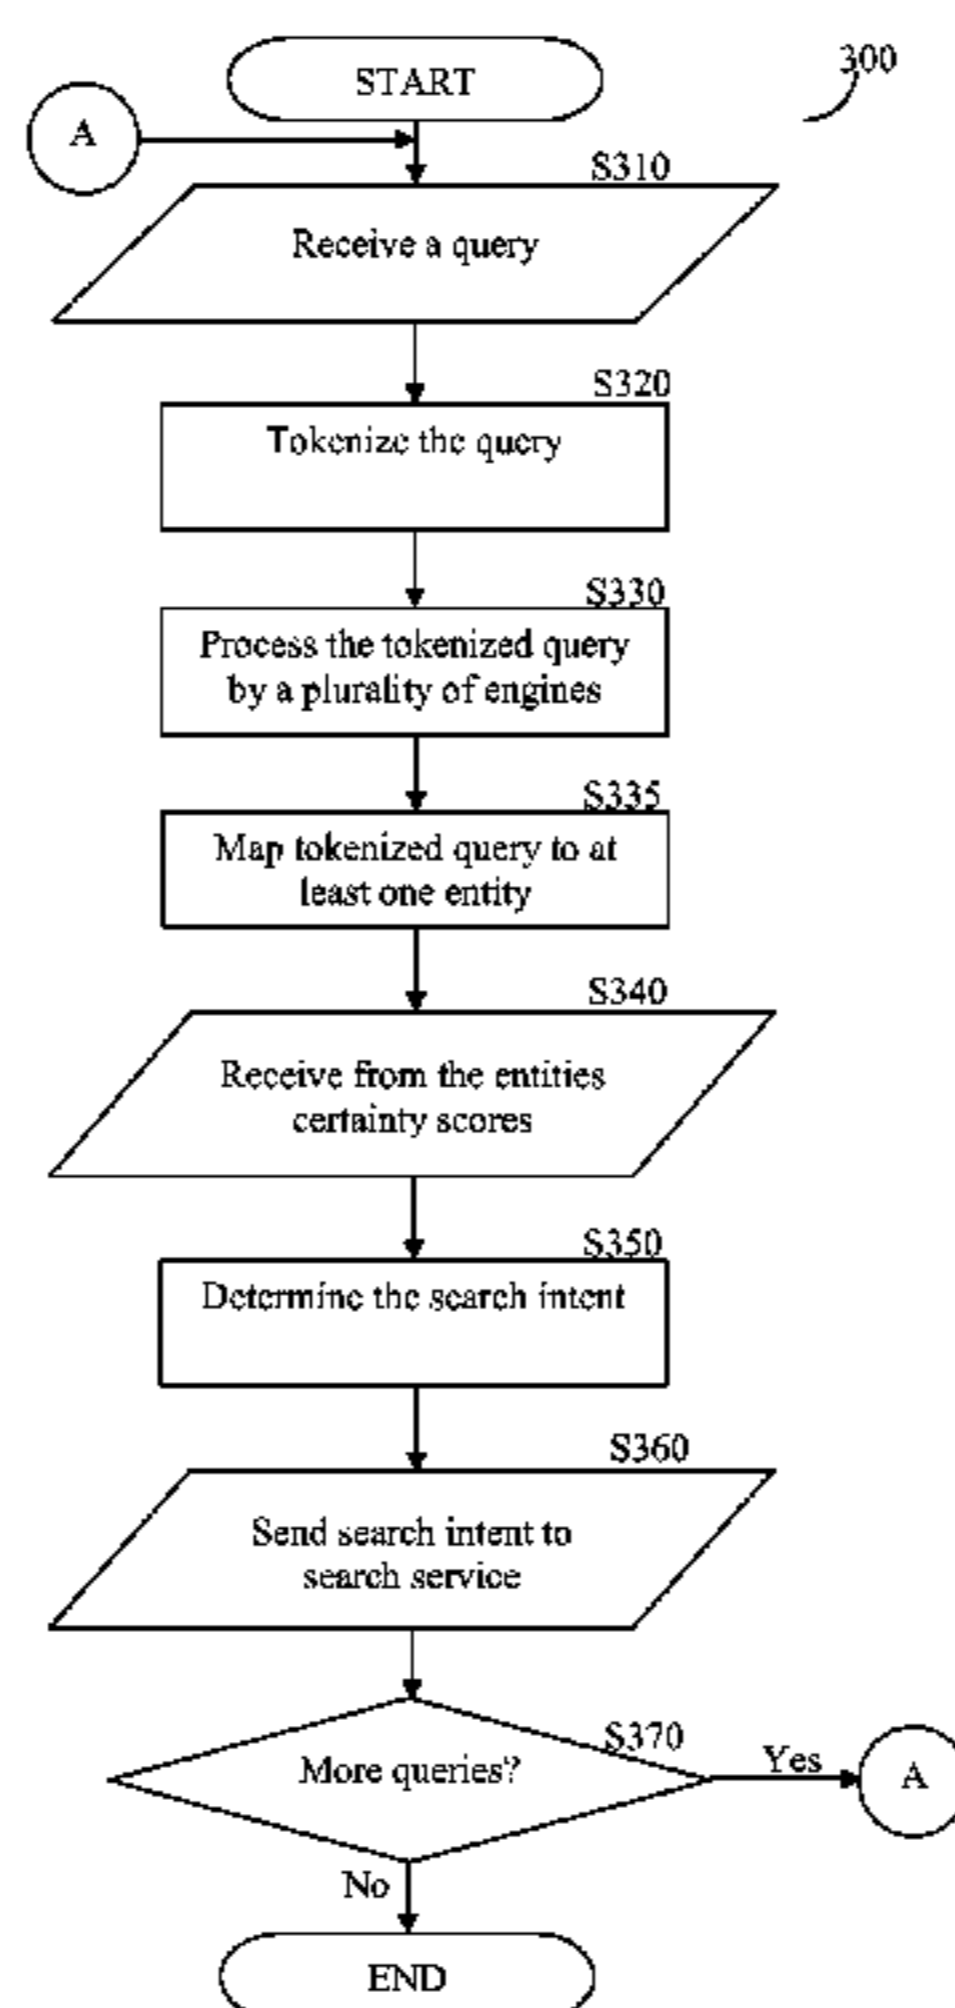 START
300
A
S310
Receive a query
S320
Tokenize the query
S330
Process the tokenized query
by a plurality of engines
S335
Map tokenized query to at
least one entity
S340
Receive from the entities
certainty scores
S350
Determine the search intent
S360
Send search intent to
search service
S370
More queries?
Yes
A
No
END